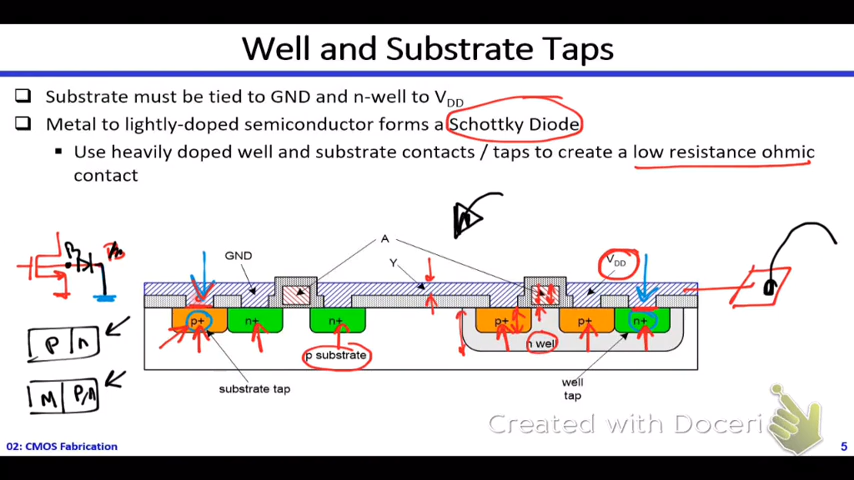 Well and Substrate Taps
❑ Substrate must be tied to GND and n-well to VDD
❑ Metal to lightly-doped semiconductor forms a Schottky Diode
▪ Use heavily doped well and substrate contacts / taps to create a low resistance ohmic
contact
A
GND
Y
VDD
p+
n+
n+
p+
p+
n+
p substrate
n well
substrate tap
well
tap
p n
M P,n
Created with Doceri
02: CMOS Fabrication
5